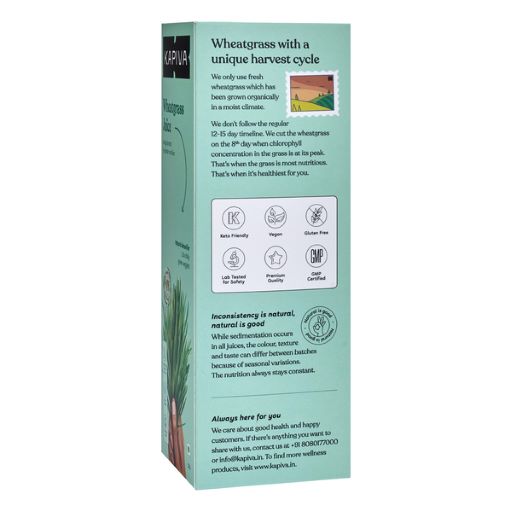 KAPIVA
Wheatgrass
Juice
Wheatgrass with a
unique harvest cycle
We only use fresh
wheatgrass which has
been grown organically
in a moist climate.
We don't follow the regular
12-15 day timeline. We cut the wheatgrass
on the 8th day when chlorophyll
concentration in the grass is at its peak.
That's when the grass is most nutritious.
That's when it's healthiest for you.
K
Keto Friendly
Vegan
Gluten Free
Lab Tested
for Safety
Premium
Quality
GMP
GMP
Certified
Inconsistency is natural,
natural is good
While sedimentation occurs
in all juices, the colour, texture
and taste can differ between batches
because of seasonal variations.
The nutrition always stays constant.
Natural is good
Always here for you
We care about good health and happy
customers. If there's anything you want to
share with us, contact us at +91 8080177000
or info@kapiva.in. To find more wellness
products, visit www.kapiva.in.